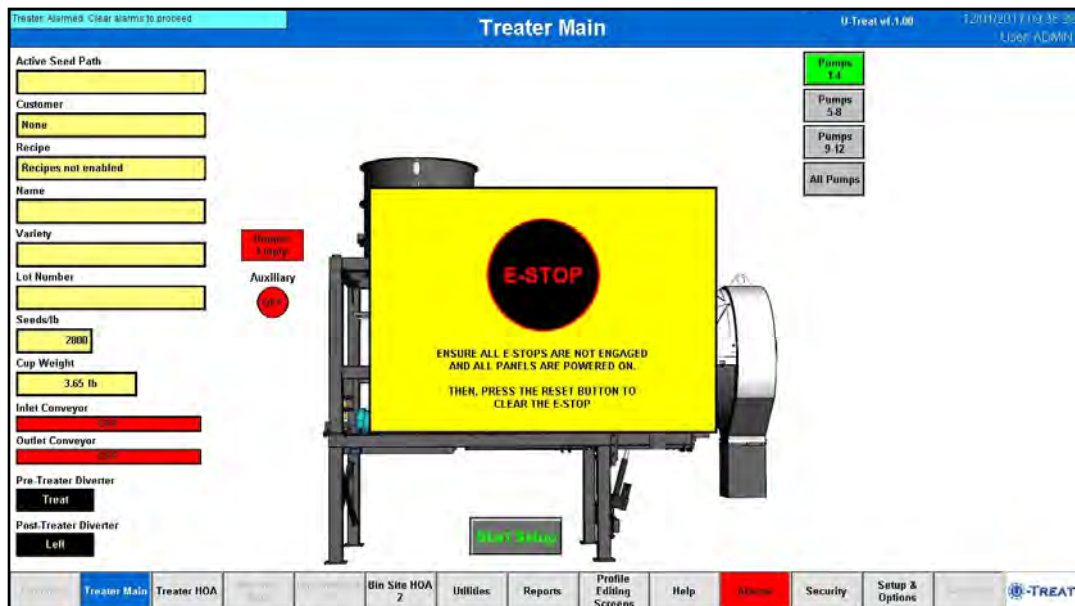 Treater: Alarmed. Clear alarms to proceed
Treater Main
U-Treat v4.1.00
User: ADMIN
Active Seed Path
Customer
None
Recipe
Recipes not enabled
Name
Variety
Lot Number
Seeds/lb
2800
Cup Weight
3.65 lb
Inlet Conveyor
OFF
Outlet Conveyor
OFF
Pre-Treater Diverter
Treat
Post-Treater Diverter
Left
Empty
Auxiliary
OFF
E-STOP
ENSURE ALL E-STOPS ARE NOT ENGAGED
AND ALL PANELS ARE POWERED ON.
THEN, PRESS THE RESET BUTTON TO
CLEAR THE E-STOP
Start Setup
Pumps
1-4
Pumps
5-8
Pumps
9-12
All Pumps
Treater Main
Treater HOA
Bin Site HOA
2
Utilities
Reports
Profile
Editing
Screens
Help
Alarms
Security
Setup &
Options
U-TREAT